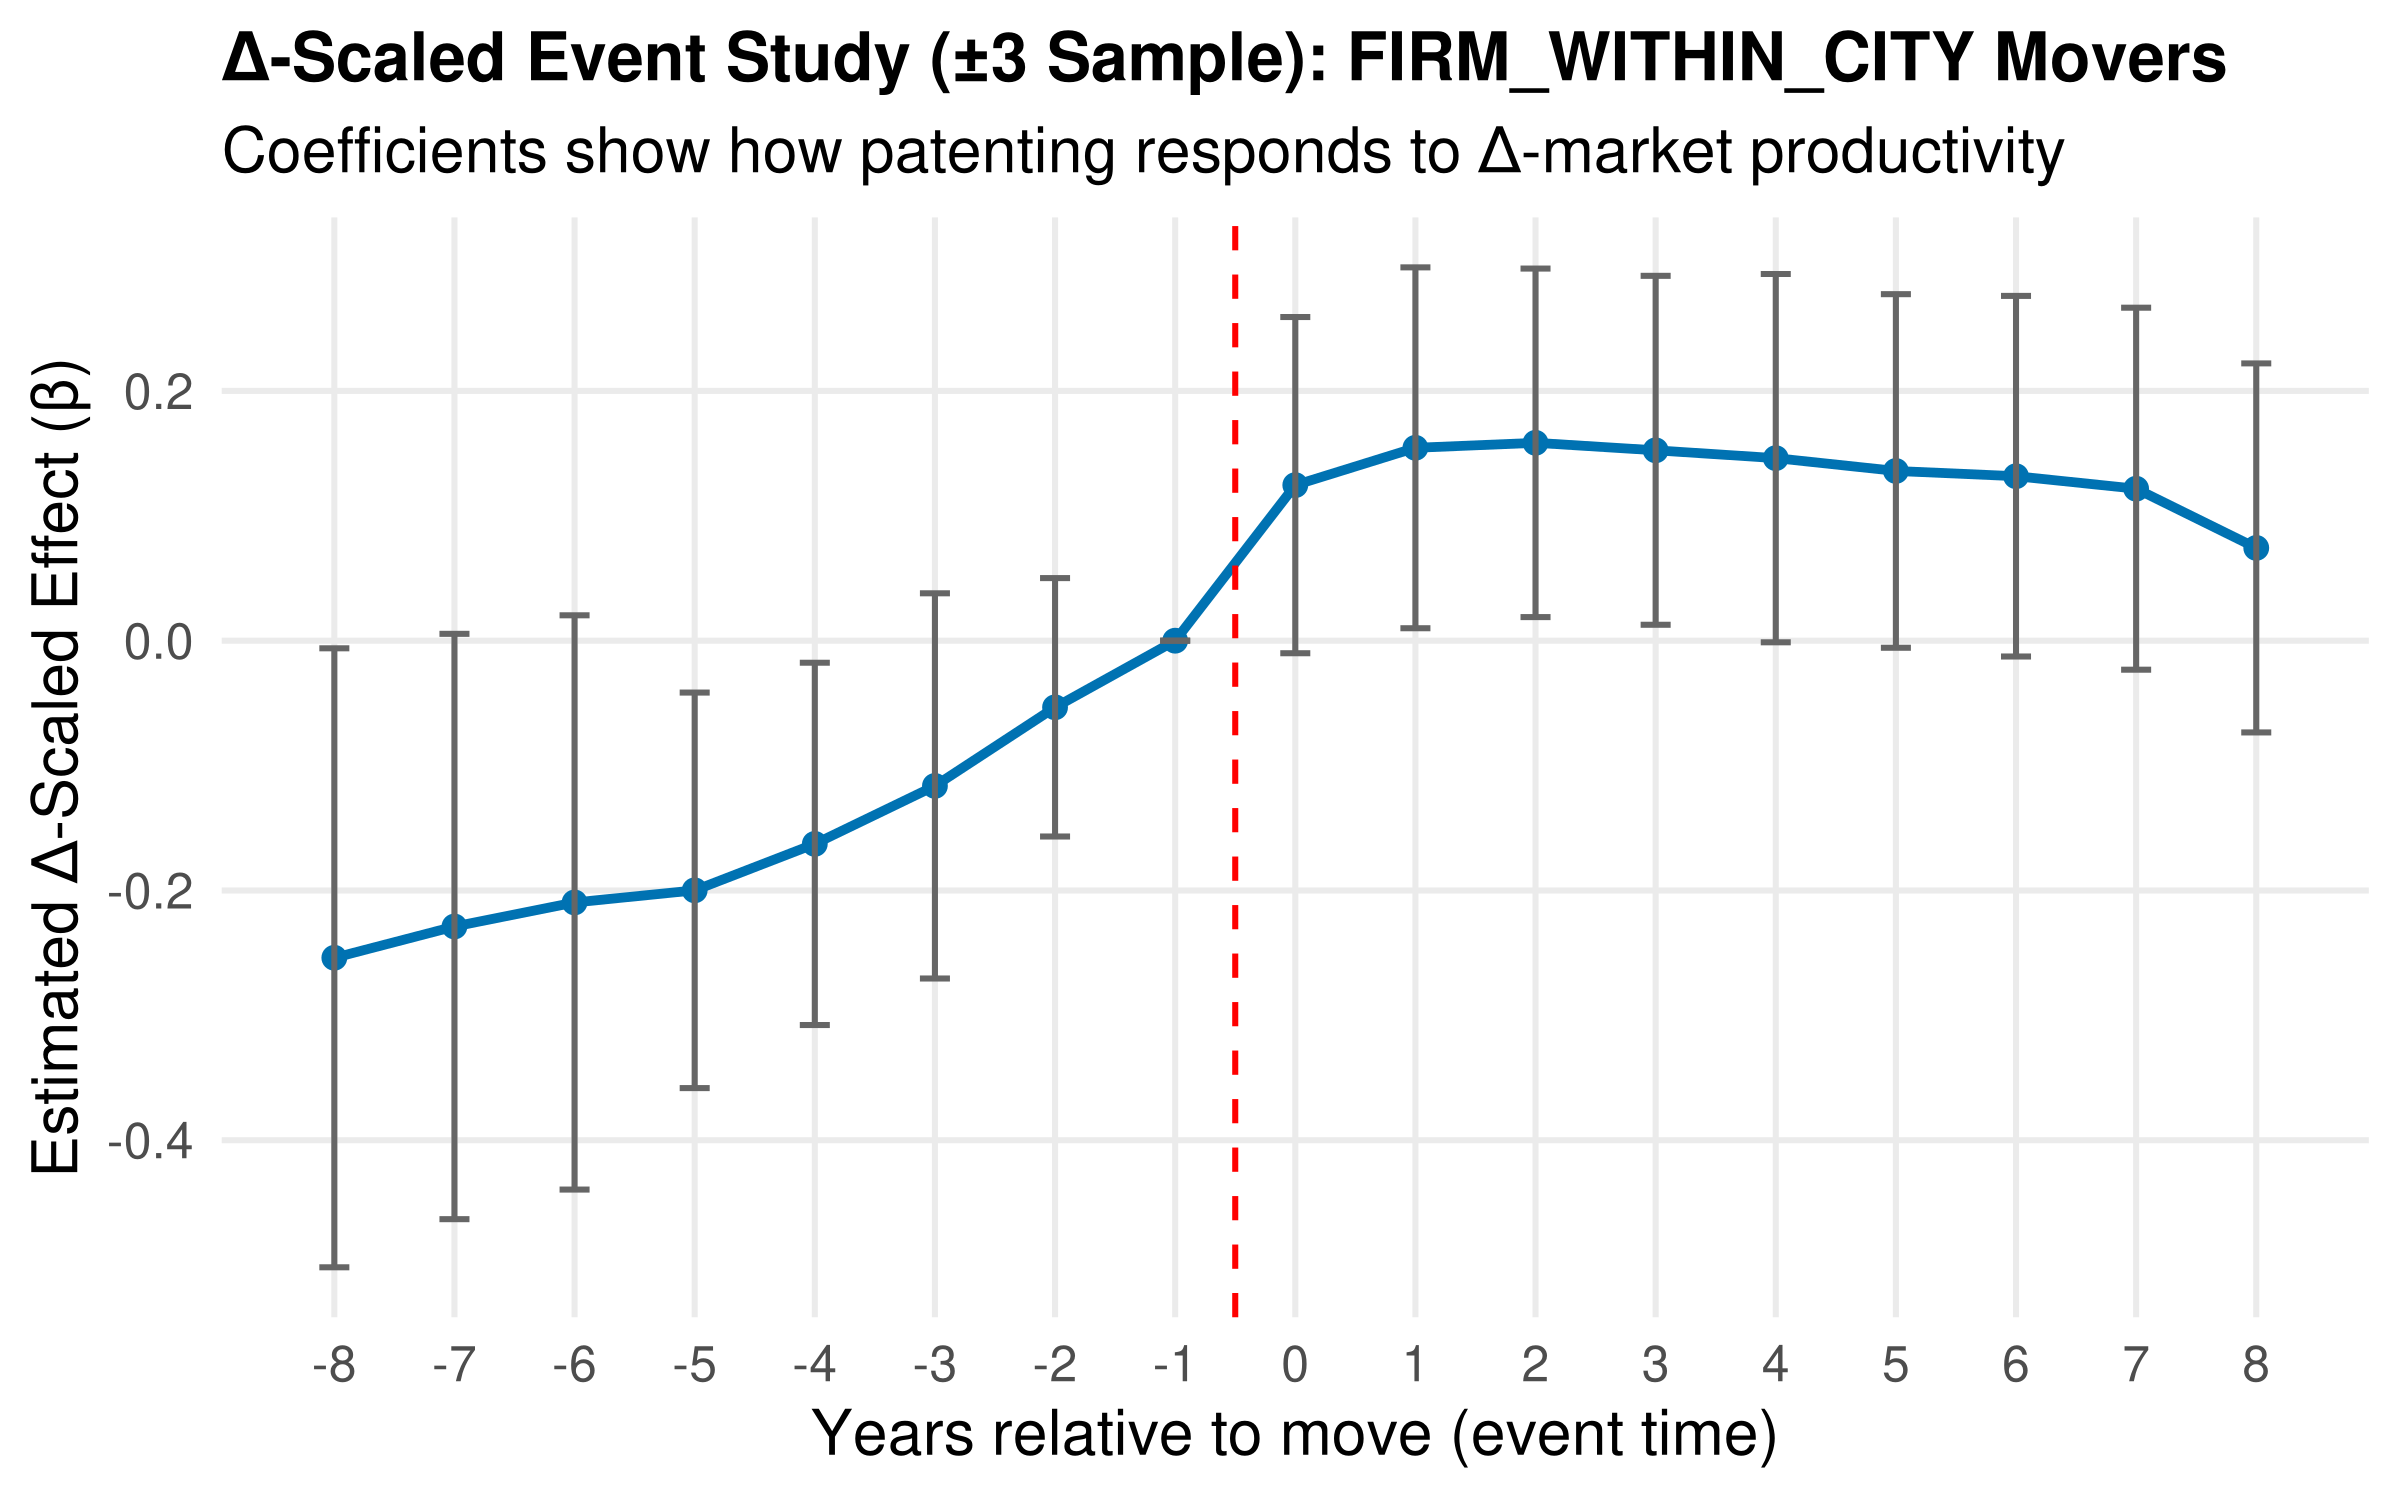 Δ-Scaled Event Study (±3 Sample): FIRM_WITHIN_CITY Movers
Coefficients show how patenting responds to Δ-market productivity
Estimated Δ-Scaled Effect (β)
0.2
0.0
-0.2
-0.4
-8 -7 -6 -5 -4 -3 -2 -1 0 1 2 3 4 5 6 7 8
Years relative to move (event time)